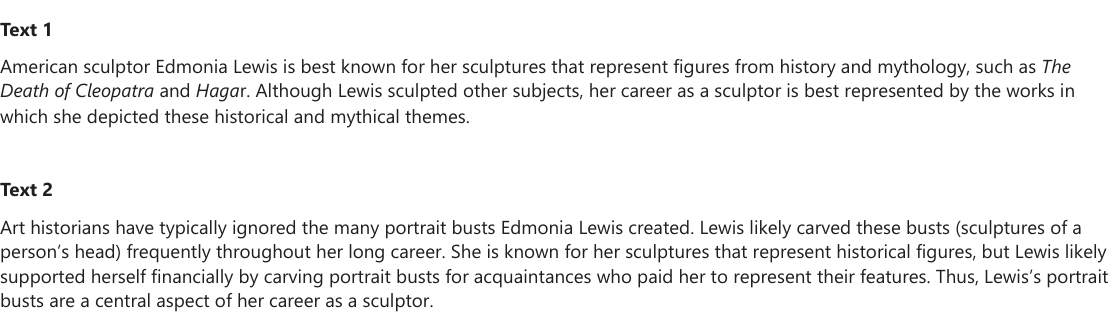 Text 1
American sculptor Edmonia Lewis is best known for her sculptures that represent figures from history and mythology, such as The
Death of Cleopatra and Hagar. Although Lewis sculpted other subjects, her career as a sculptor is best represented by the works in
which she depicted these historical and mythical themes.
Text 2
Art historians have typically ignored the many portrait busts Edmonia Lewis created. Lewis likely carved these busts (sculptures of a
person’s head) frequently throughout her long career. She is known for her sculptures that represent historical figures, but Lewis likely
supported herself financially by carving portrait busts for acquaintances who paid her to represent their features. Thus, Lewis’s portrait
busts are a central aspect of her career as a sculptor.